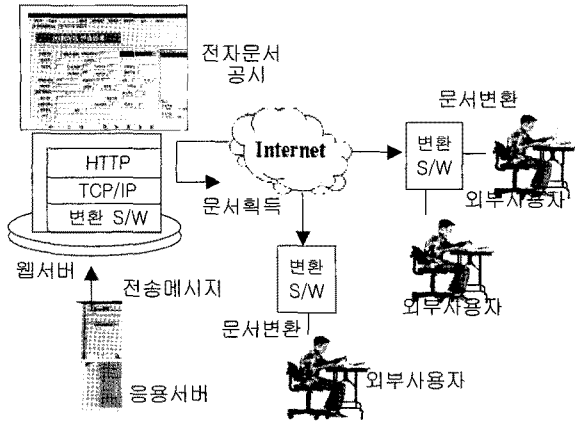 전자문서
공시
HTTP
TCP/IP
변환 S/W
웹서버
전송메시지
응용서버
Internet
문서획득
변환
S/W
문서변환
외부사용자
문서변환
변환
S/W
외부사용자
외부사용자